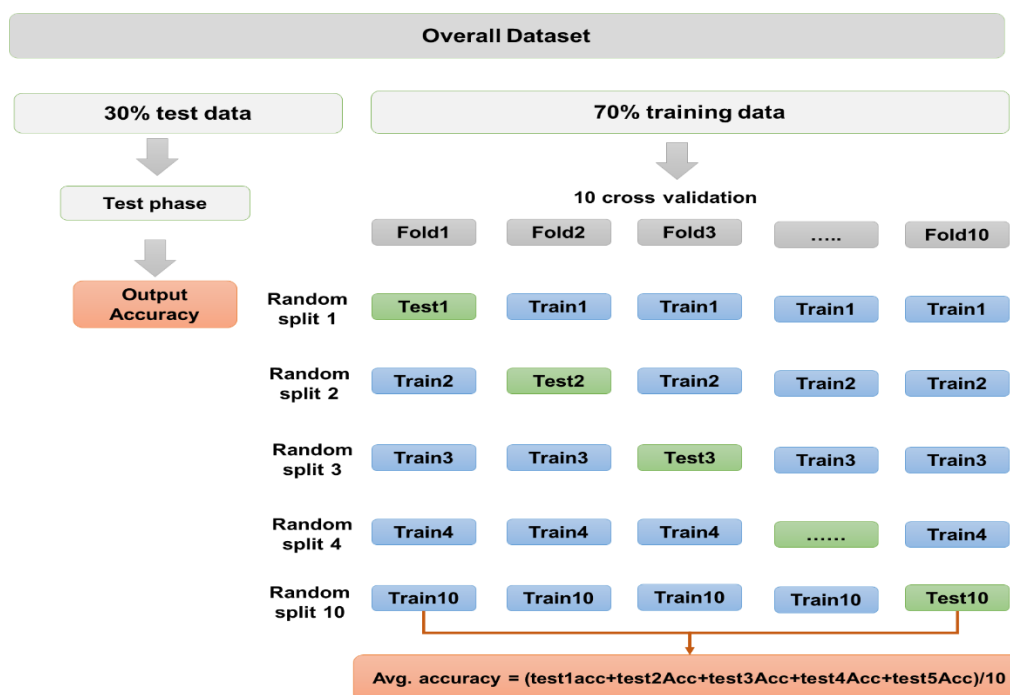 Overall Dataset
30% test data
70% training data
Test phase
10 cross validation
Output
Accuracy
Fold1 Fold2 Fold3 ..... Fold10
Random
split 1
Test1 Train1 Train1 Train1 Train1
Random
split 2
Train2 Test2 Train2 Train2 Train2
Random
split 3
Train3 Train3 Test3 Train3 Train3
Random
split 4
Train4 Train4 Train4 ...... Train4
Random
split 10
Train10 Train10 Train10 Train10 Test10
Avg. accuracy = (test1acc+test2Acc+test3Acc+test4Acc+test5Acc)/10